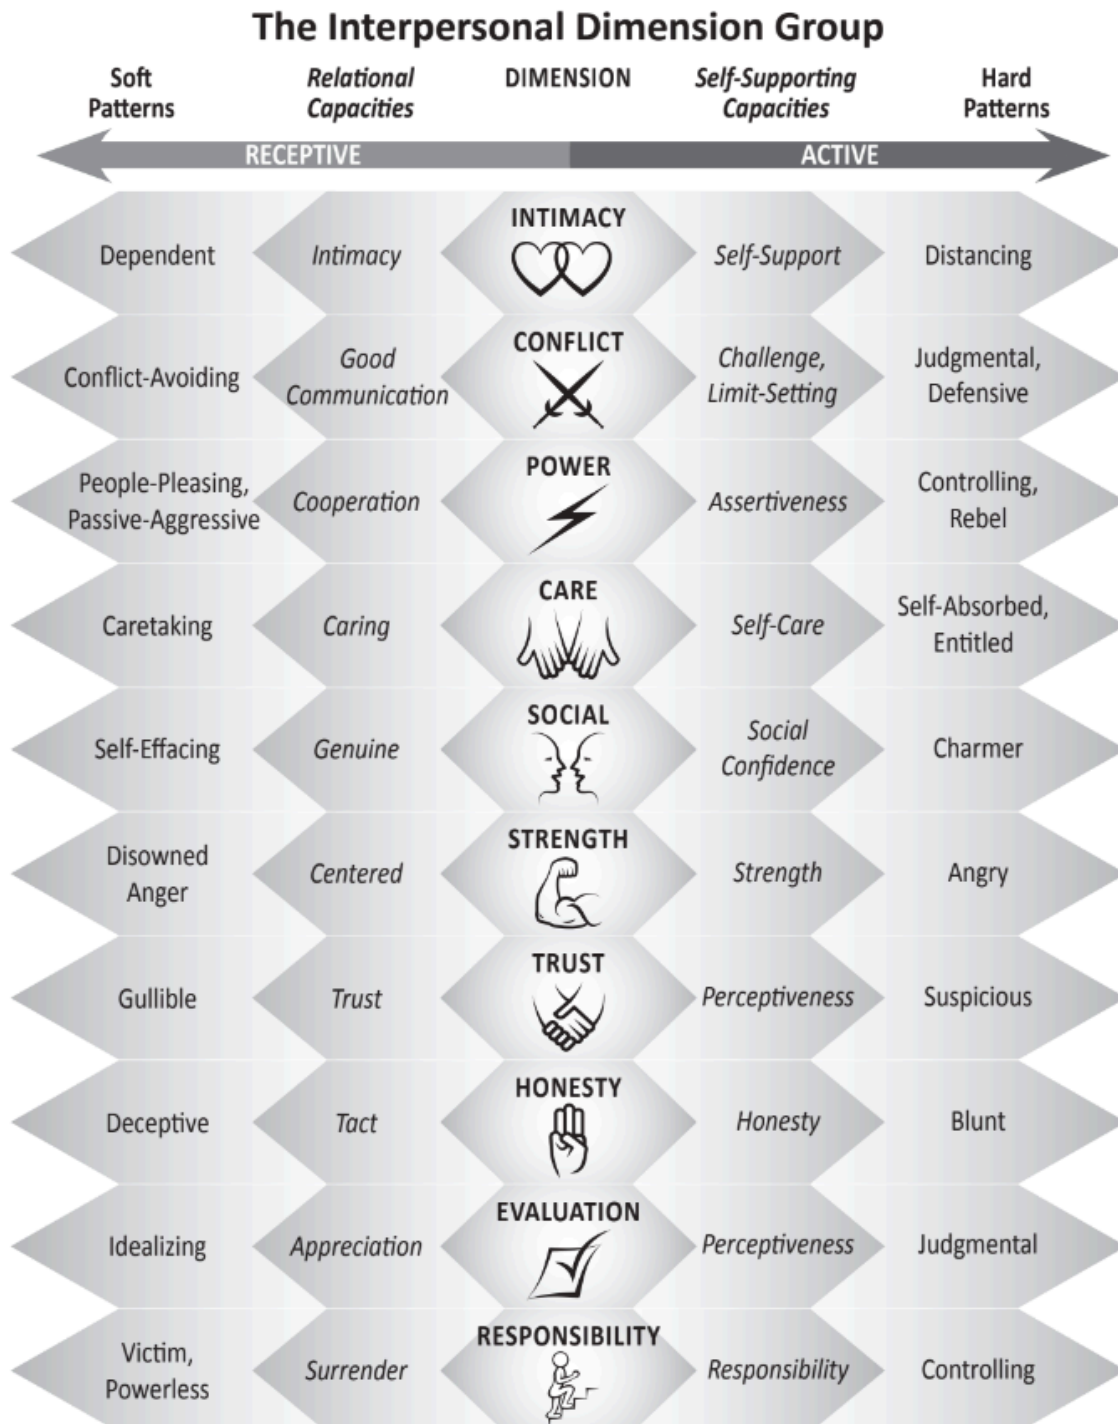 The Interpersonal Dimension Group
Soft
Patterns
Relational
Capacities
DIMENSION
Self-Supporting
Capacities
Hard
Patterns
RECEPTIVE
ACTIVE
Dependent
Intimacy
INTIMACY
Self-Support
Distancing
Conflict-Avoiding
Good
Communication
CONFLICT
Challenge,
Limit-Setting
Judgmental,
Defensive
People-Pleasing,
Passive-Aggressive
Cooperation
POWER
Assertiveness
Controlling,
Rebel
Caretaking
Caring
CARE
Self-Care
Self-Absorbed,
Entitled
Self-Effacing
Genuine
SOCIAL
Social
Confidence
Charmer
Disowned
Anger
Centered
STRENGTH
Strength
Angry
Gullible
Trust
TRUST
Perceptiveness
Suspicious
Deceptive
Tact
HONESTY
Honesty
Blunt
Idealizing
Appreciation
EVALUATION
Perceptiveness
Judgmental
Victim,
Powerless
Surrender
RESPONSIBILITY
Responsibility
Controlling